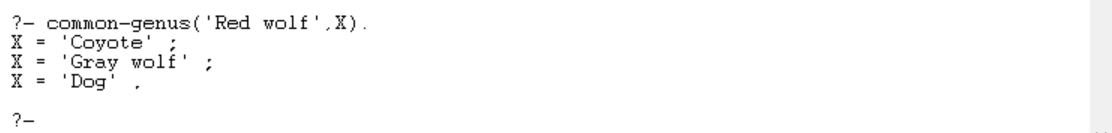 ?- common-genus('Red wolf',X).
X = 'Coyote' ;
X = 'Gray wolf' ;
X = 'Dog' .
?-